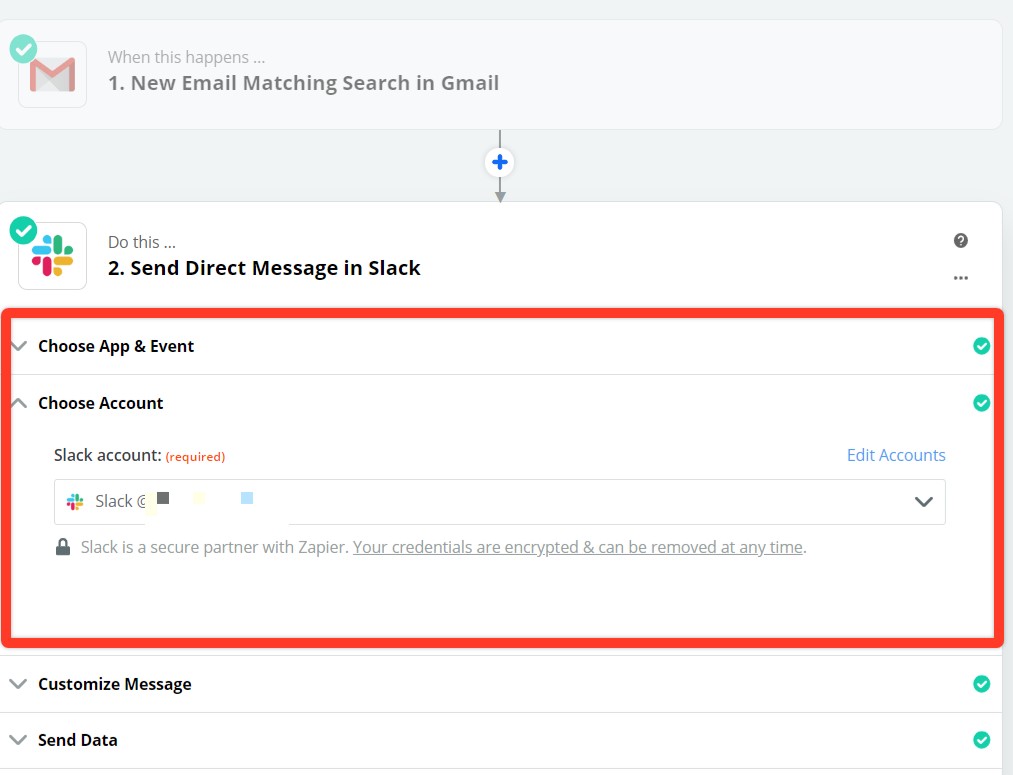 When this happens ...
1. New Email Matching Search in Gmail
Do this ...
2. Send Direct Message in Slack
Choose App & Event
Choose Account
Slack account: (required) Edit Accounts
Slack @
Slack is a secure partner with Zapier. Your credentials are encrypted & can be removed at any time.
Customize Message
Send Data